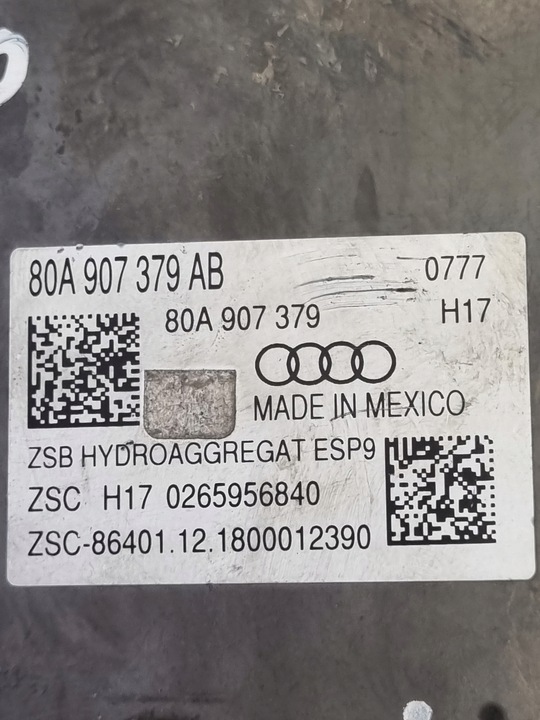 80A 907 379 AB
0777
80A 907 379
H17
MADE IN MEXICO
ZSB HYDROAGGREGAT ESP9
ZSC H17 0265956840
ZSC-86401.12.1800012390